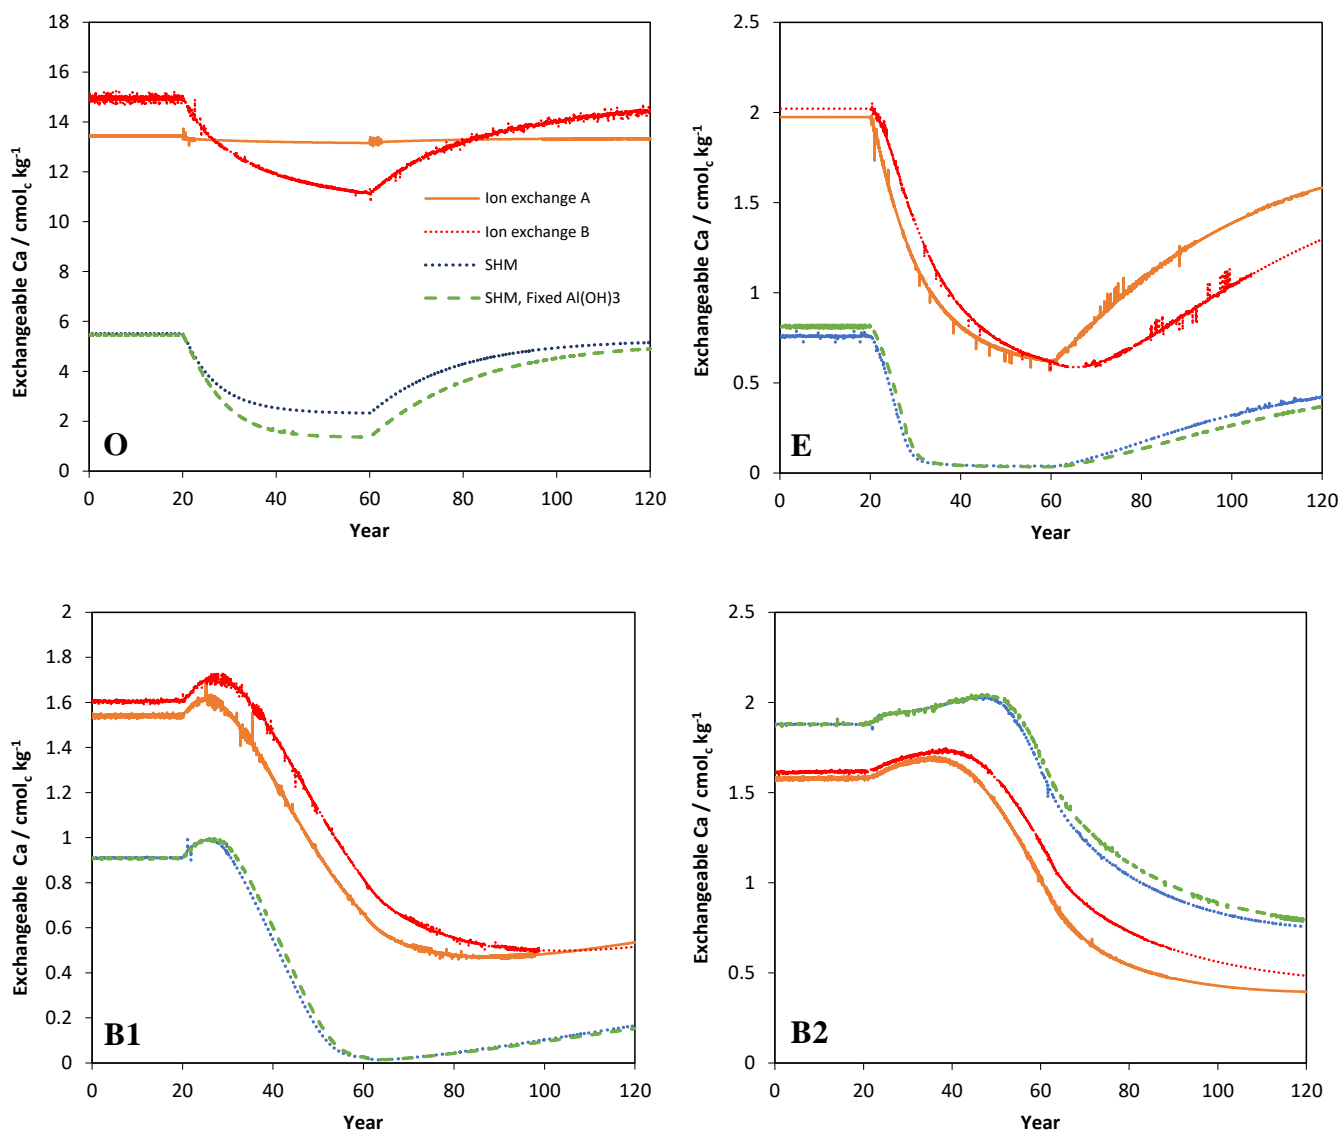 18
16
14
12
10
8
6
4
2
0
Exchangeable Ca / cmolc kg-1
Ion exchange A
Ion exchange B
SHM
SHM, Fixed Al(OH)3
O
0 20 40 60 80 100 120
Year
2.5
2
1.5
1
0.5
0
Exchangeable Ca / cmolc kg-1
E
0 20 40 60 80 100 120
Year
2
1.8
1.6
1.4
1.2
1
0.8
0.6
0.4
0.2
0
Exchangeable Ca / cmolc kg-1
B1
0 20 40 60 80 100 120
Year
2.5
2
1.5
1
0.5
0
Exchangeable Ca / cmolc kg-1
B2
0 20 40 60 80 100 120
Year